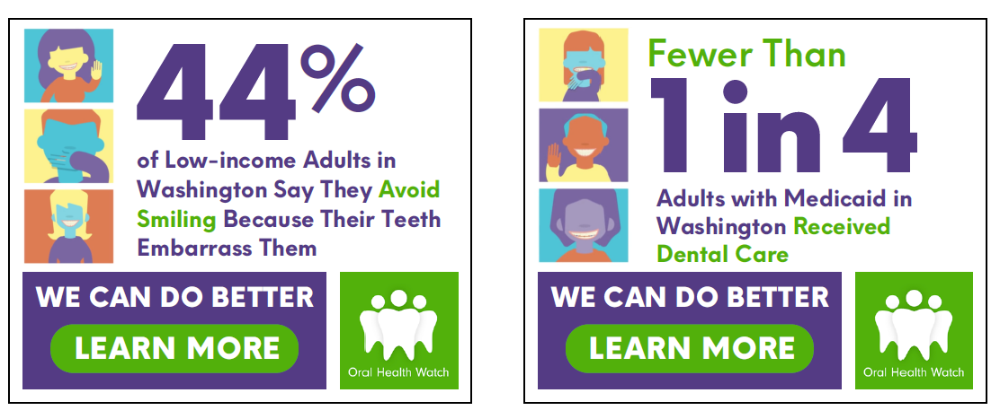 44%
of Low-income Adults in
Washington Say They Avoid
Smiling Because Their Teeth
Embarrass Them
WE CAN DO BETTER
LEARN MORE
Oral Health Watch
Fewer Than
1 in 4
Adults with Medicaid in
Washington Received
Dental Care
WE CAN DO BETTER
LEARN MORE
Oral Health Watch